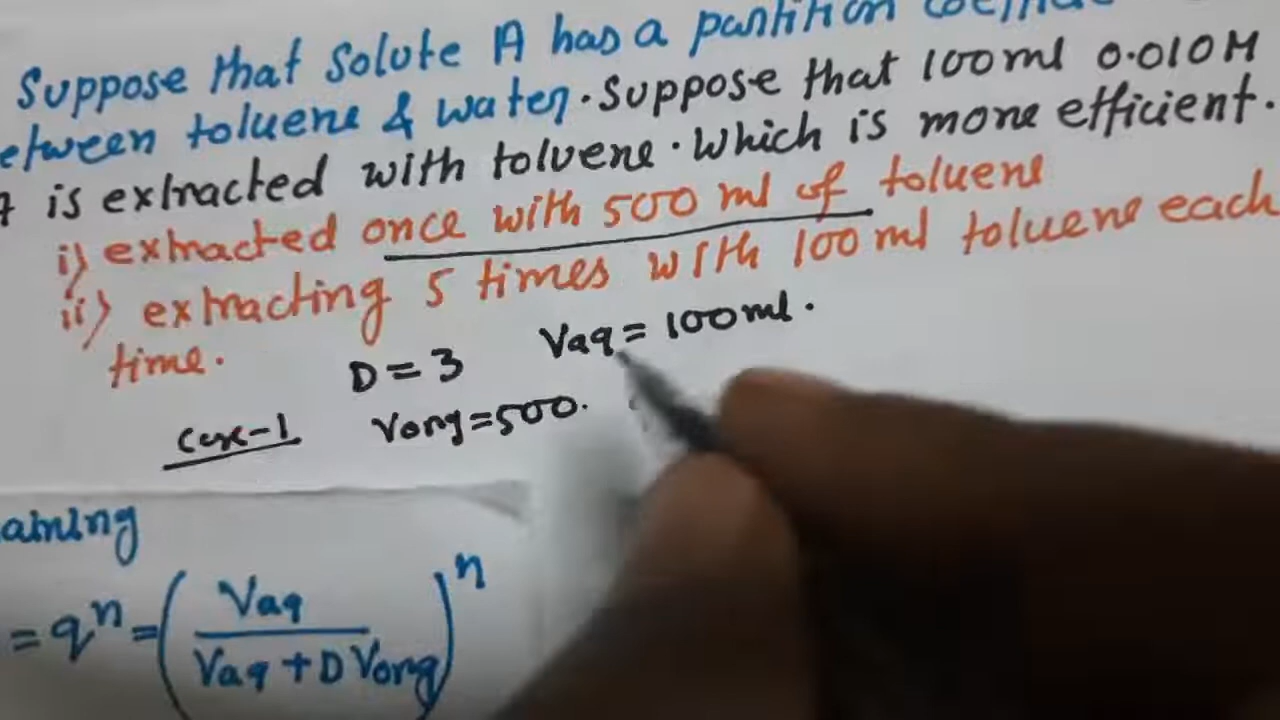 Suppose that Solute A has a partition
etween toluene & water. Suppose that 100ml 0.010M
A is extracted with toluene. Which is more efficient.
i) extracted once with 500 ml of toluene
ii) extracting 5 times with 100 ml toluene each
time.
D = 3 Vaq = 100ml.
Case-1 Vorg = 500.
aining
= q^n = (Vaq / Vaq + D Vorg)^n